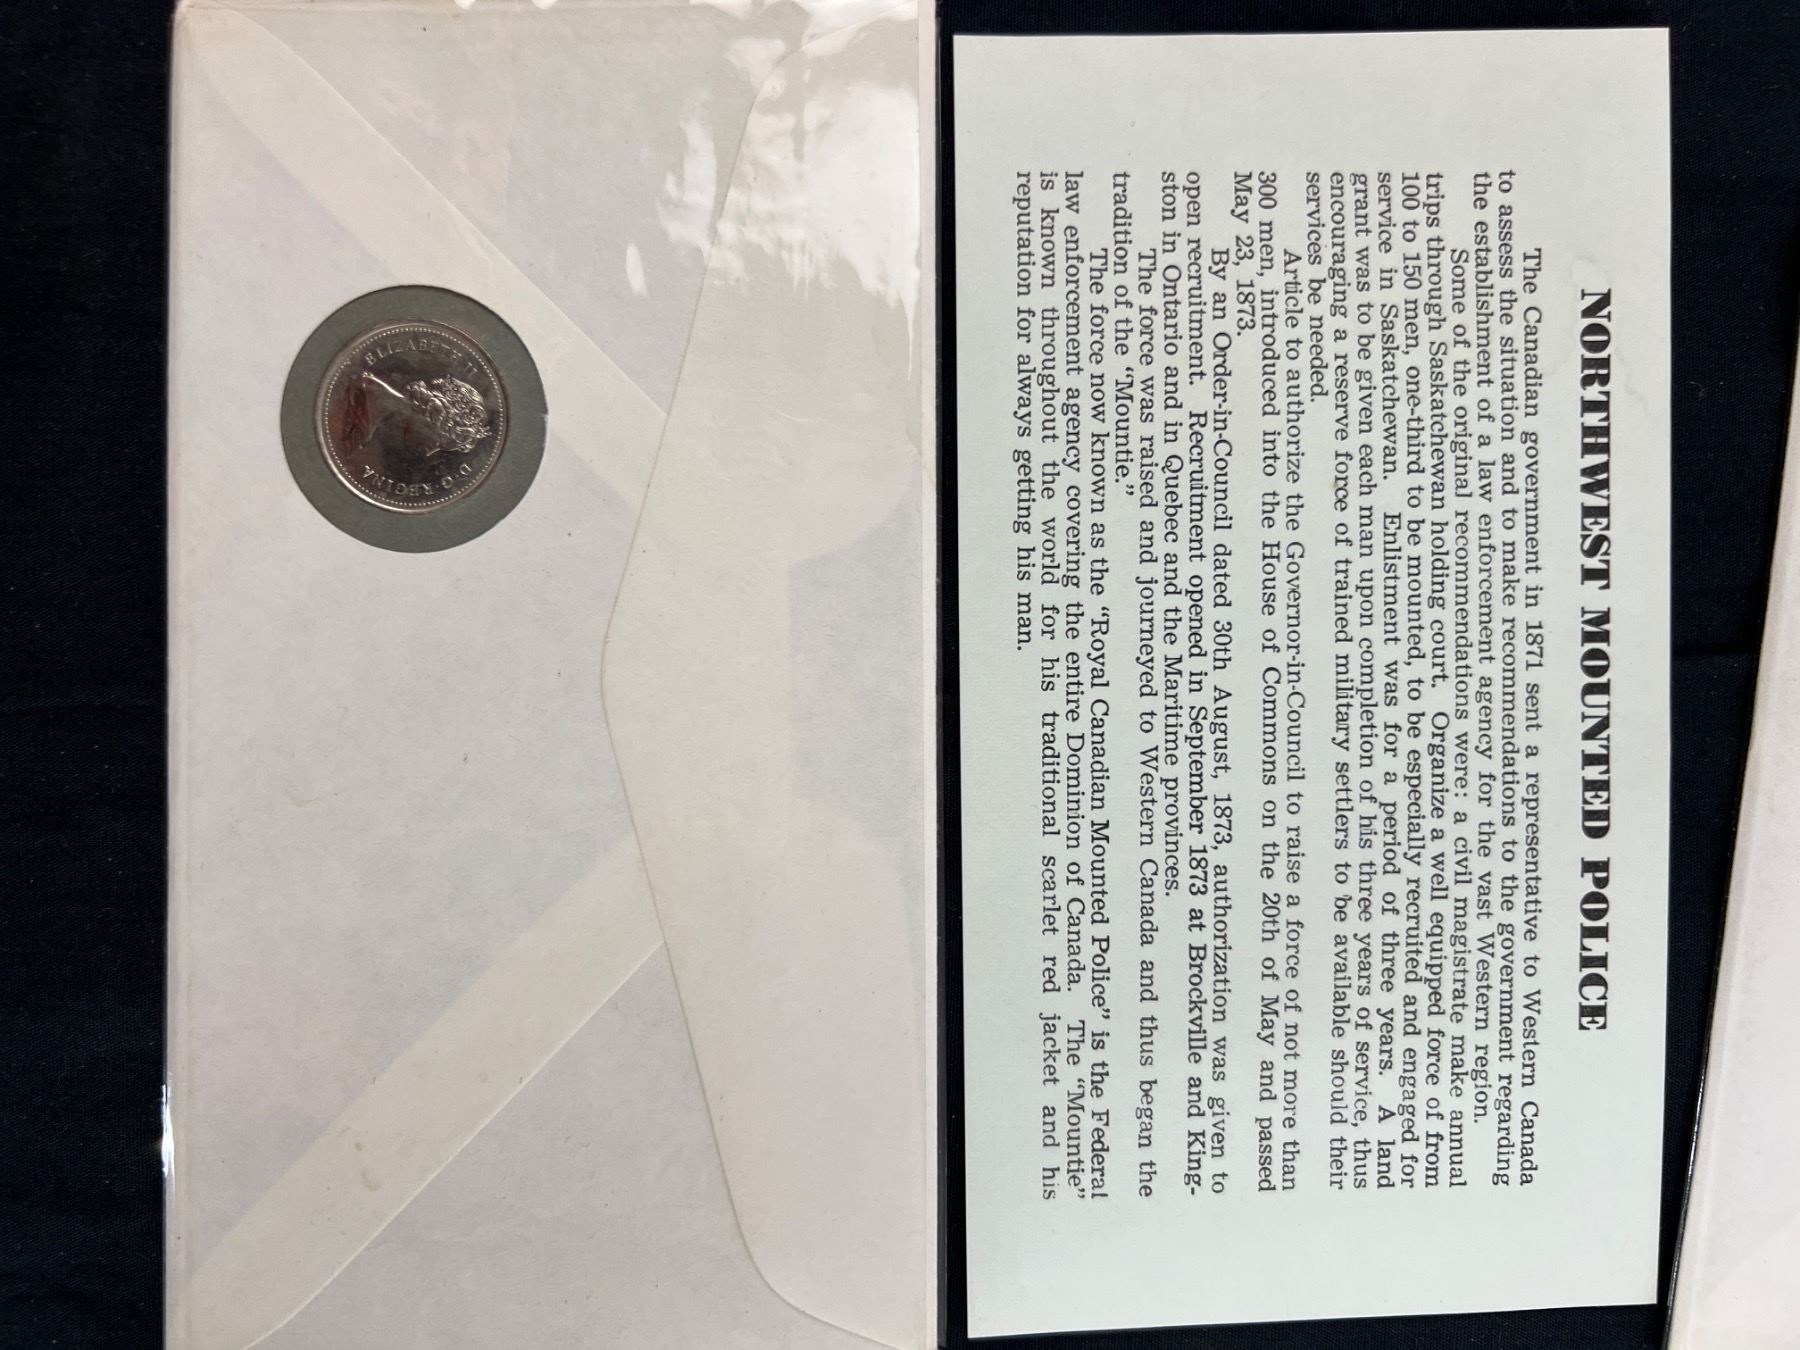 NORTHWEST MOUNTED POLICE
The Canadian government in 1871 sent a representative to Western Canada
to assess the situation and to make recommendations to the government regarding
the establishment of a law enforcement agency for the vast Western region.
Some of the original recommendations were: a civil magistrate make annual
trips through Saskatchewan holding court. Organize a well equipped force of from
100 to 150 men, one-third to be mounted, to be especially recruited and engaged for
service in Saskatchewan. Enlistment was for a period of three years. A land
grant was to be given each man upon completion of his three years of service, thus
encouraging a reserve force of trained military settlers to be available should their
services be needed.
Article to authorize the Governor-in-Council to raise a force of not more than
300 men, introduced into the House of Commons on the 20th of May and passed
May 23, 1873.
By an Order-in-Council dated 30th August, 1873, authorization was given to
open recruitment. Recruitment opened in September 1873 at Brockville and King-
ston in Ontario and in Quebec and the Maritime provinces.
The force was raised and journeyed to Western Canada and thus began the
tradition of the “Mountie.”
The force now known as the “Royal Canadian Mounted Police” is the Federal
law enforcement agency covering the entire Dominion of Canada. The “Mountie”
is known throughout the world for his traditional scarlet red jacket and his
reputation for always getting his man.
ELIZABETH II D·G·REGINA